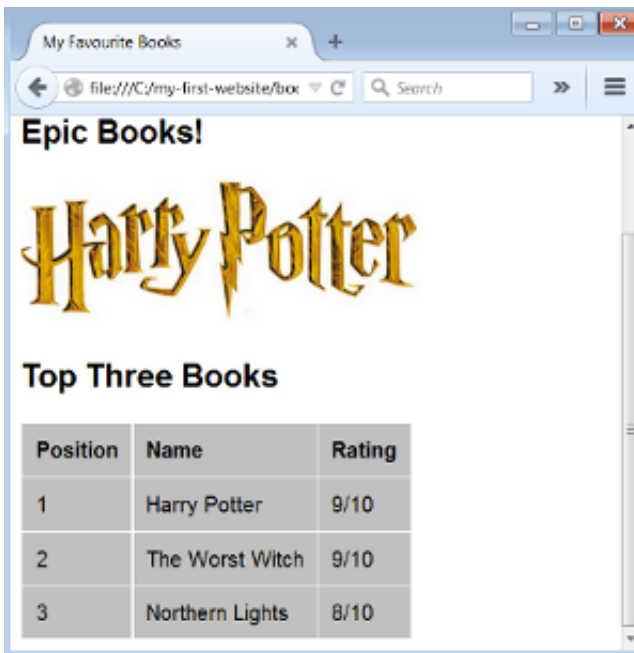 My Favourite Books
file:///C:/my-first-website/boo
Search
Epic Books!
Harry Potter
Top Three Books
Position Name Rating
1 Harry Potter 9/10
2 The Worst Witch 9/10
3 Northern Lights 8/10